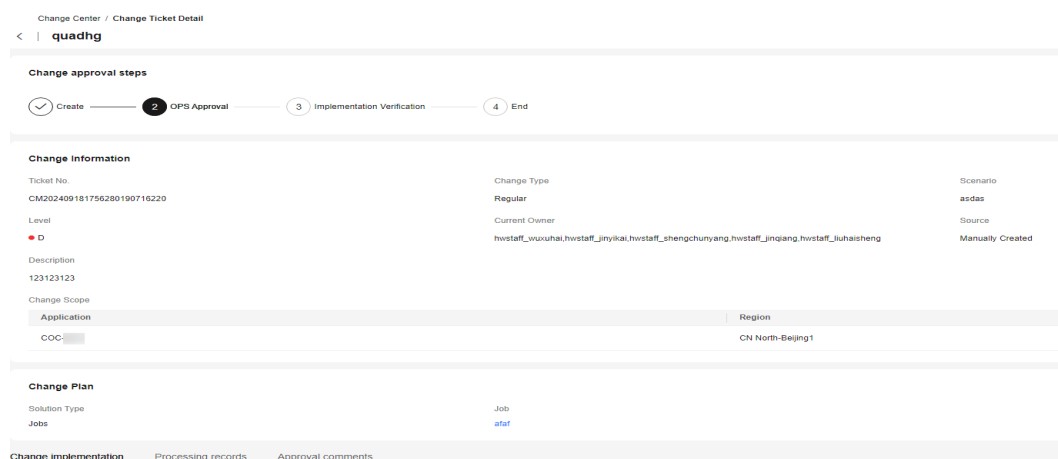 Change Center / Change Ticket Detail
< | quadhg
Change approval steps
Create 2 OPS Approval 3 Implementation Verification 4 End
Change Information
Ticket No. Change Type Scenario
CM202409181756280190716220 Regular asdas
Level Current Owner Source
D hwstaff_wuxuhai,hwstaff_jinyikai,hwstaff_shengchunyang,hwstaff_jinqiang,hwstaff_liuhaisheng Manually Created
Description
123123123
Change Scope
Application Region
COC- CN North-Beijing1
Change Plan
Solution Type Job
Jobs afaf
Change implementation Processing records Approval comments